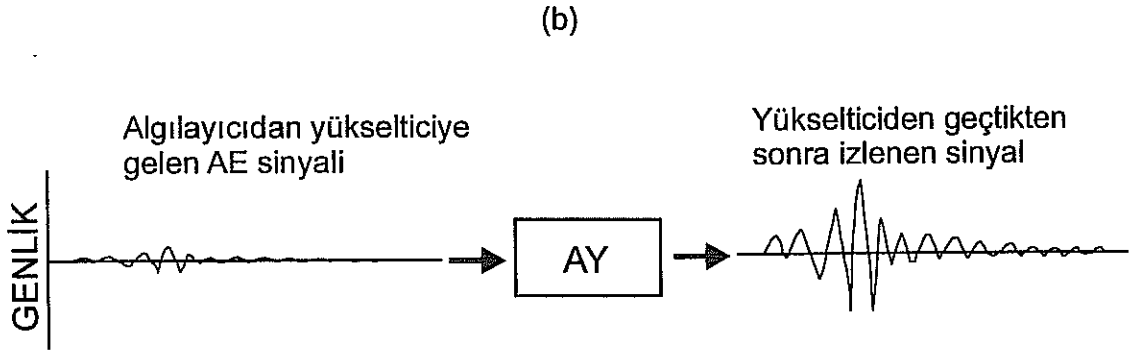 (b)
Algılayıcıdan yükselticiye
gelen AE sinyali
Yükselticiden geçtikten
sonra izlenen sinyal
GENLİK
AY